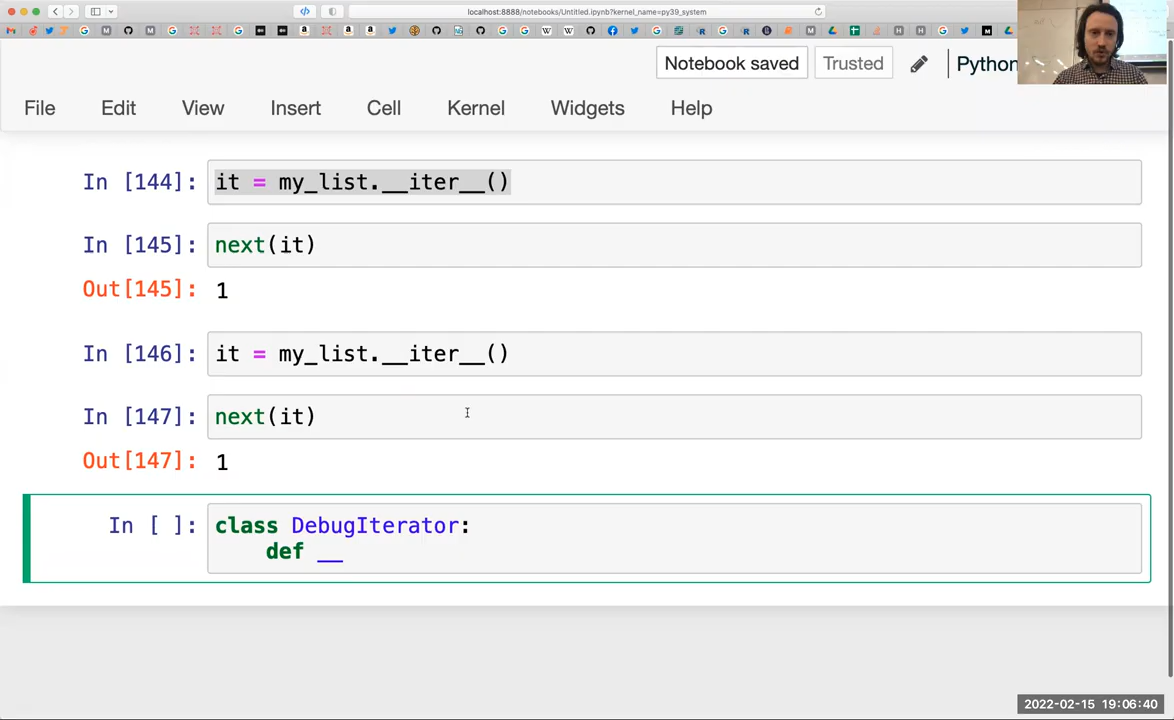 localhost:8888/notebooks/Untitled.ipynb?kernel_name=py39_system
Notebook saved
Trusted
Python
File Edit View Insert Cell Kernel Widgets Help
In [144]: it = my_list.__iter__()
In [145]: next(it)
Out[145]: 1
In [146]: it = my_list.__iter__()
In [147]: next(it)
Out[147]: 1
In [ ]: class DebugIterator:
def __
2022-02-15 19:06:40